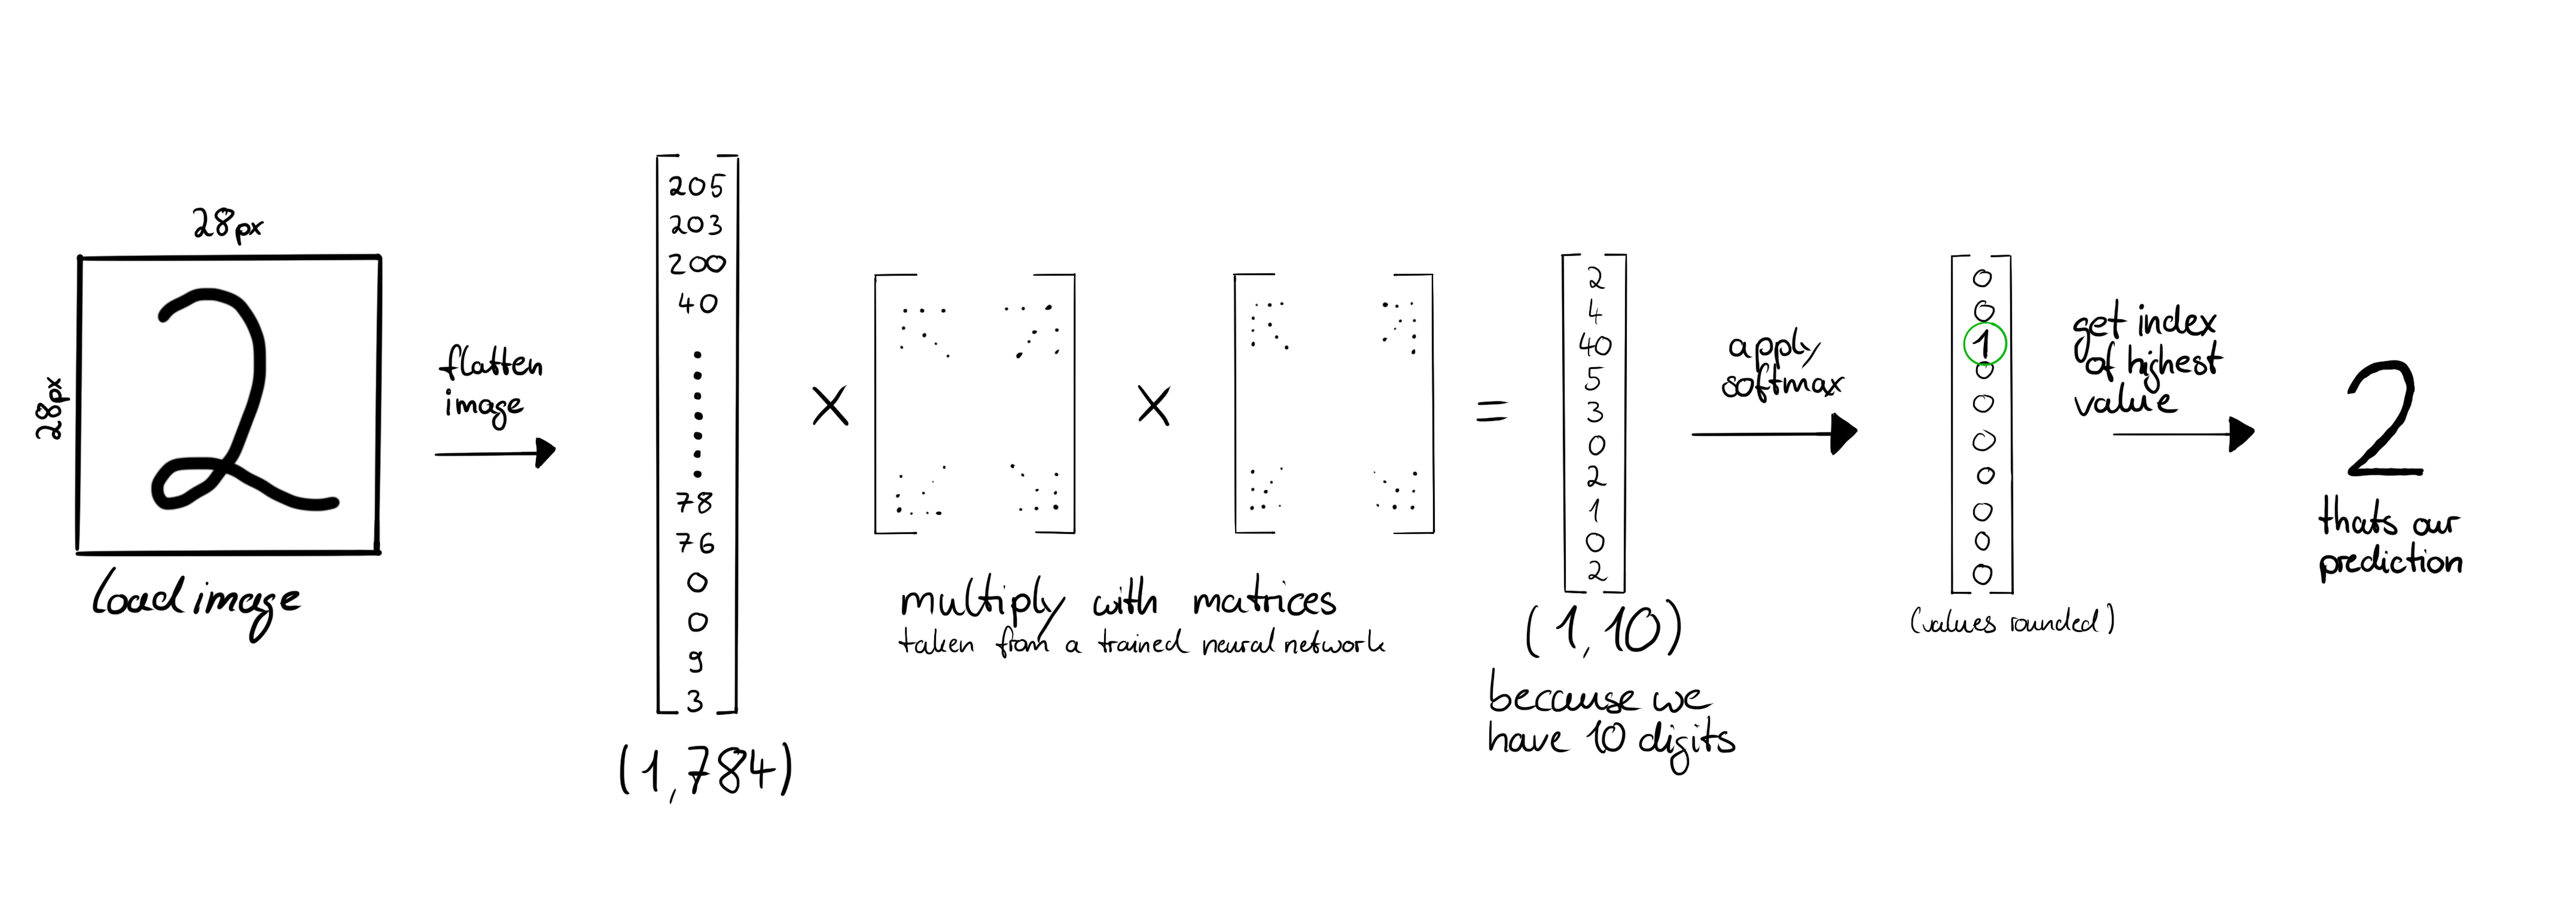 28px
28px
2
Load image
flatten
image
205
203
200
40
78
76
0
0
9
3
(1,784)
×
×
multiply with matrices
taken from a trained neural network
=
2
4
40
5
3
0
2
1
0
2
(1,10)
because we
have 10 digits
apply
softmax
0
0
1
0
0
0
0
0
0
0
(values rounded)
get index
of highest
value
2
thats our
prediction